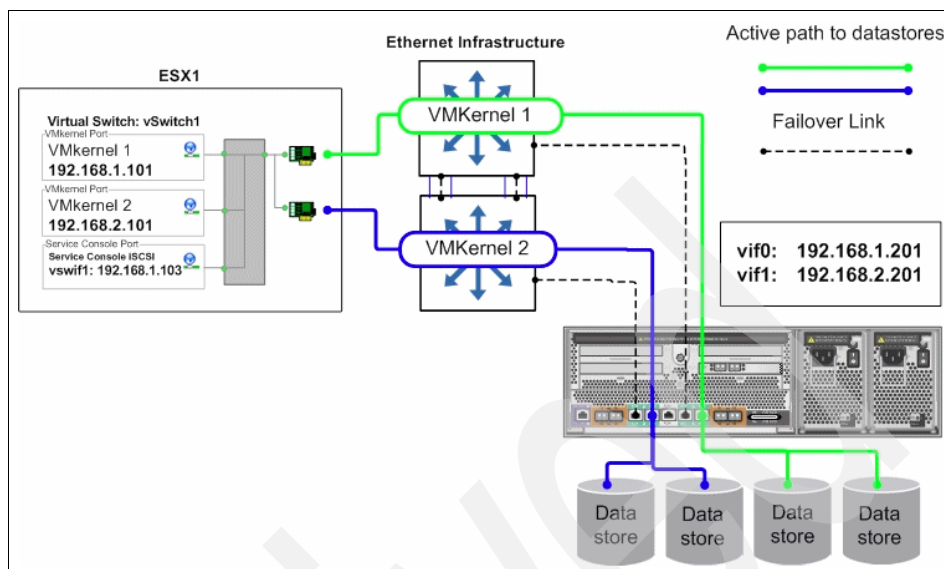 ESX1
Virtual Switch: vSwitch1
VMkernel Port
VMkernel 1
192.168.1.101
VMkernel Port
VMkernel 2
192.168.2.101
Service Console Port
Service Console iSCSI
vswif1: 192.168.1.103
Ethernet Infrastructure
VMKernel 1
VMKernel 2
Active path to datastores
Failover Link
vif0: 192.168.1.201
vif1: 192.168.2.201
Data
store
Data
store
Data
store
Data
store